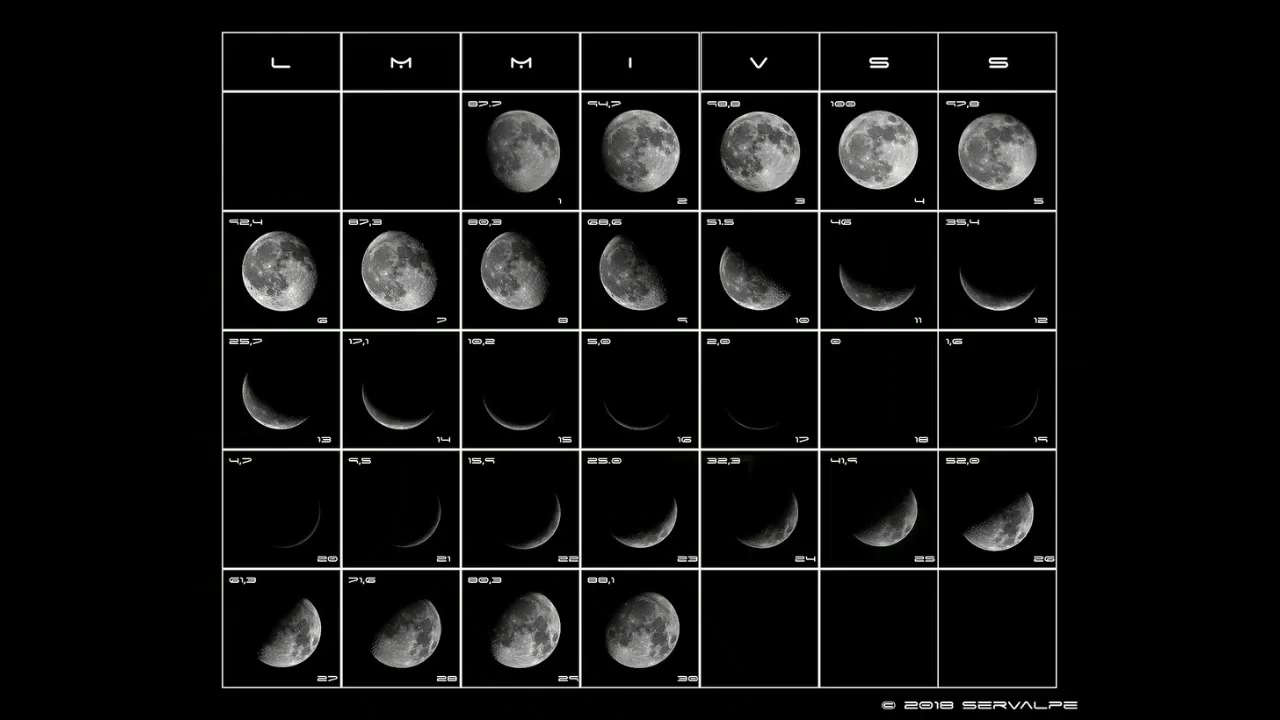 L M M I V S S
87.7 94,7 98,8 100 97,8
1 2 3 4 5
92,4 87,3 80,3 68,6 51.5 46 35,4
6 7 8 9 10 11 12
25,7 17,1 10,2 5,0 2,0 0 1,6
13 14 15 16 17 18 19
4,7 9,5 15,9 25.0 32,3 41,9 52,0
20 21 22 23 24 25 26
61,3 71,6 80,3 88,1
27 28 29 30
© 2018 SERVALPE